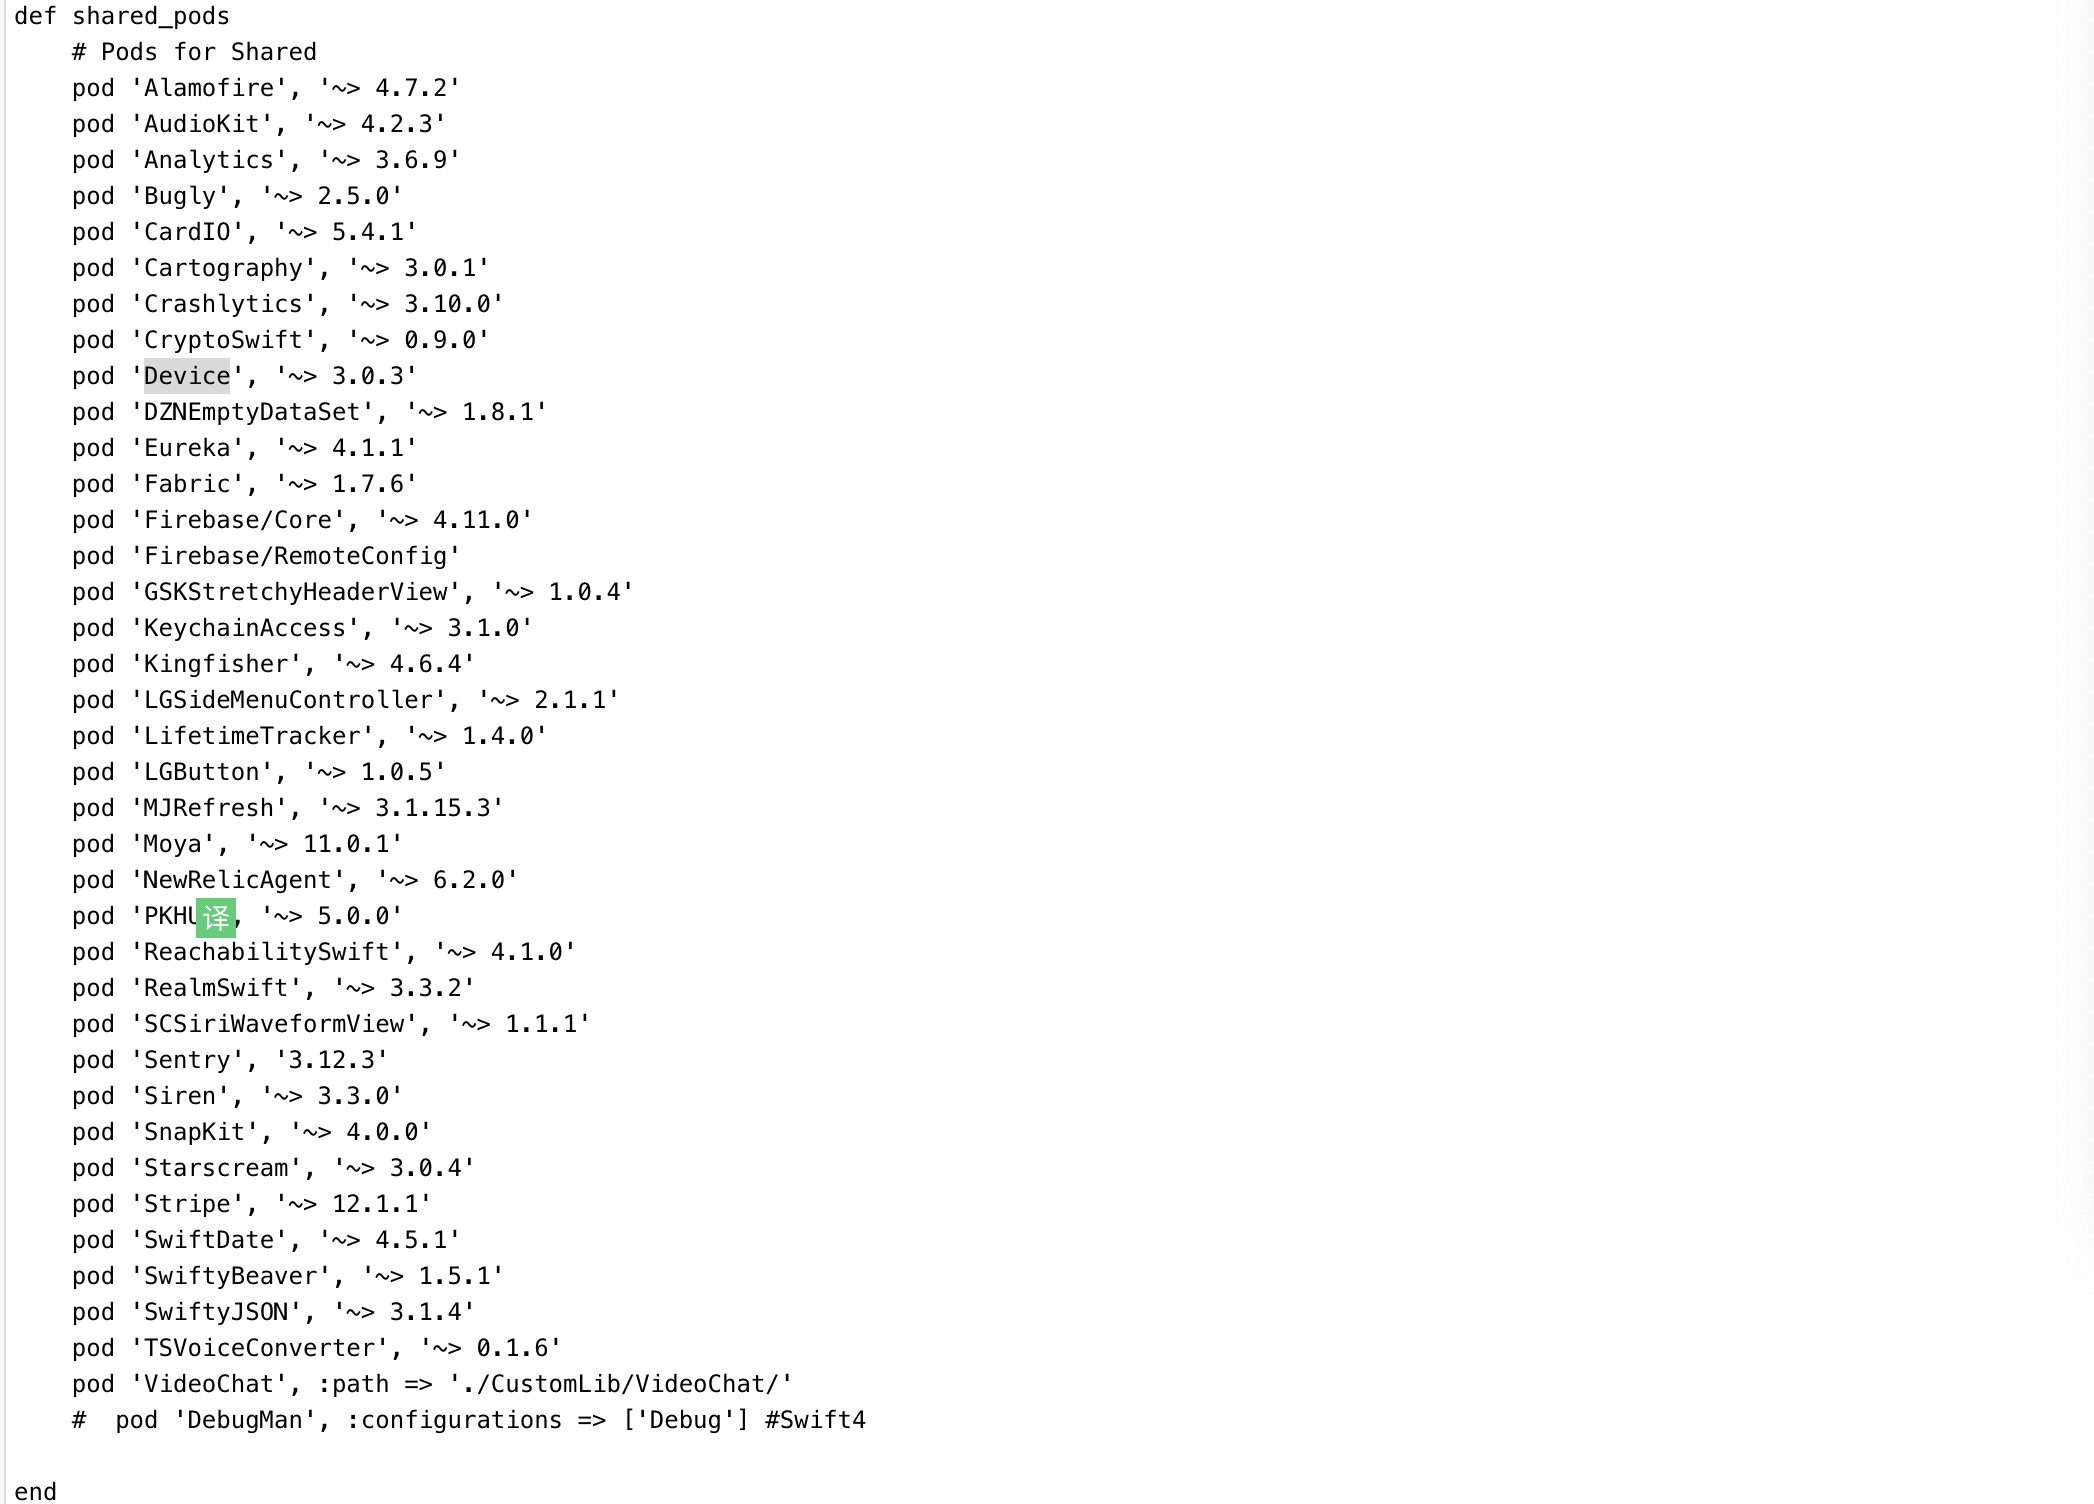 def shared_pods
    # Pods for Shared
    pod 'Alamofire', '~> 4.7.2'
    pod 'AudioKit', '~> 4.2.3'
    pod 'Analytics', '~> 3.6.9'
    pod 'Bugly', '~> 2.5.0'
    pod 'CardIO', '~> 5.4.1'
    pod 'Cartography', '~> 3.0.1'
    pod 'Crashlytics', '~> 3.10.0'
    pod 'CryptoSwift', '~> 0.9.0'
    pod 'Device', '~> 3.0.3'
    pod 'DZNEmptyDataSet', '~> 1.8.1'
    pod 'Eureka', '~> 4.1.1'
    pod 'Fabric', '~> 1.7.6'
    pod 'Firebase/Core', '~> 4.11.0'
    pod 'Firebase/RemoteConfig'
    pod 'GSKStretchyHeaderView', '~> 1.0.4'
    pod 'KeychainAccess', '~> 3.1.0'
    pod 'Kingfisher', '~> 4.6.4'
    pod 'LGSideMenuController', '~> 2.1.1'
    pod 'LifetimeTracker', '~> 1.4.0'
    pod 'LGButton', '~> 1.0.5'
    pod 'MJRefresh', '~> 3.1.15.3'
    pod 'Moya', '~> 11.0.1'
    pod 'NewRelicAgent', '~> 6.2.0'
    pod 'PKHU译, '~> 5.0.0'
    pod 'ReachabilitySwift', '~> 4.1.0'
    pod 'RealmSwift', '~> 3.3.2'
    pod 'SCSiriWaveformView', '~> 1.1.1'
    pod 'Sentry', '3.12.3'
    pod 'Siren', '~> 3.3.0'
    pod 'SnapKit', '~> 4.0.0'
    pod 'Starscream', '~> 3.0.4'
    pod 'Stripe', '~> 12.1.1'
    pod 'SwiftDate', '~> 4.5.1'
    pod 'SwiftyBeaver', '~> 1.5.1'
    pod 'SwiftyJSON', '~> 3.1.4'
    pod 'TSVoiceConverter', '~> 0.1.6'
    pod 'VideoChat', :path => './CustomLib/VideoChat/'
    #  pod 'DebugMan', :configurations => ['Debug'] #Swift4
end